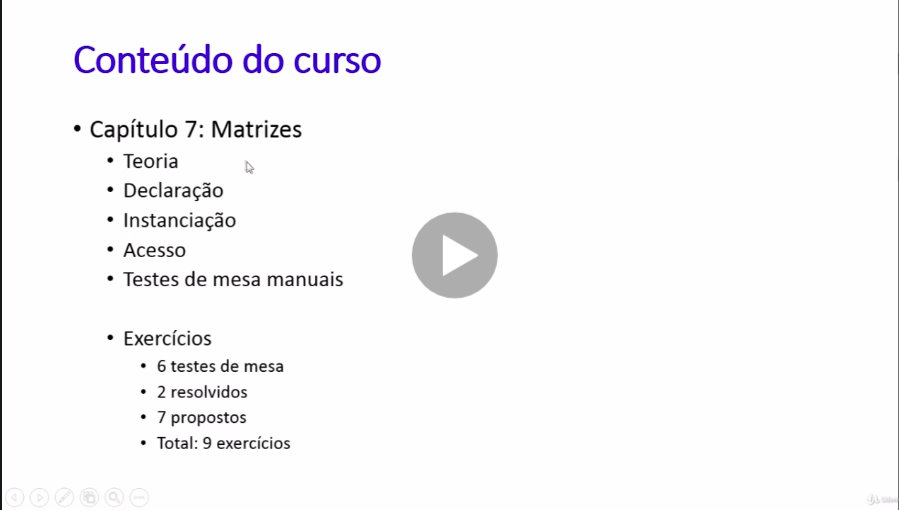 Conteúdo do curso
• Capítulo 7: Matrizes
• Teoria
• Declaração
• Instanciação
• Acesso
• Testes de mesa manuais
• Exercícios
• 6 testes de mesa
• 2 resolvidos
• 7 propostos
• Total: 9 exercícios